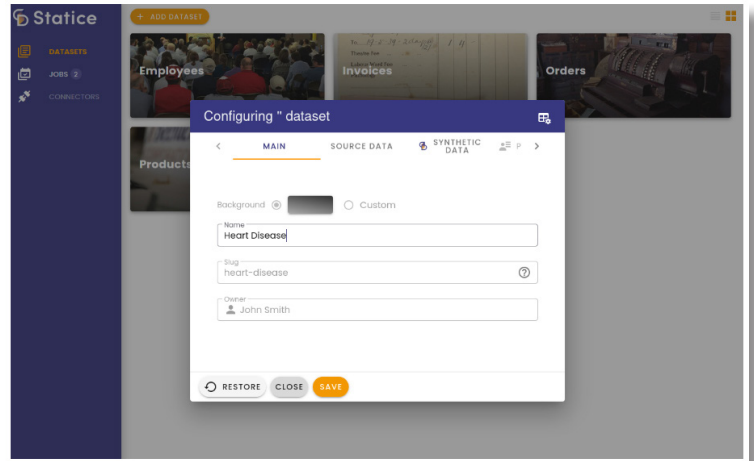 Statice
+ ADD DATASET
DATASETS
JOBS 2
CONNECTORS
Employees
Invoices
Orders
Products
Configuring " dataset
MAIN
SOURCE DATA
SYNTHETIC
DATA
P
Background
Custom
Name
Heart Disease
Slug
heart-disease
Owner
John Smith
RESTORE
CLOSE
SAVE